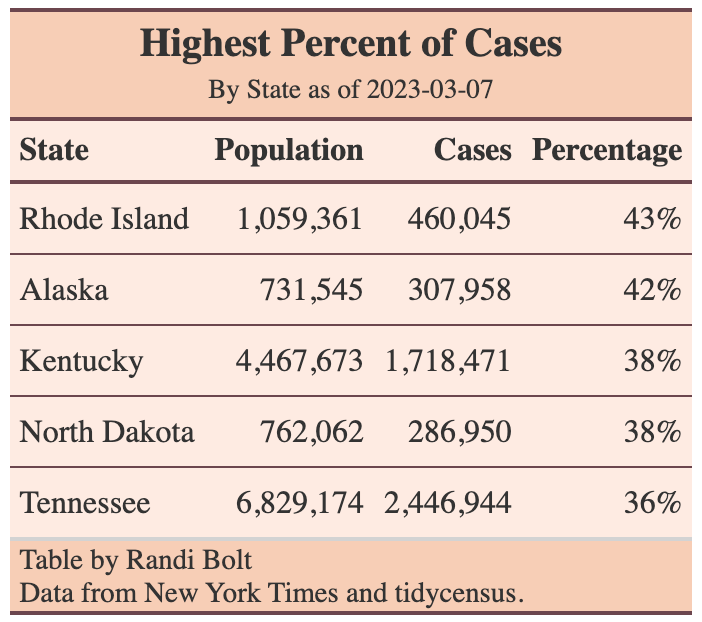 Highest Percent of Cases
By State as of 2023-03-07
State Population Cases Percentage
Rhode Island 1,059,361 460,045 43%
Alaska 731,545 307,958 42%
Kentucky 4,467,673 1,718,471 38%
North Dakota 762,062 286,950 38%
Tennessee 6,829,174 2,446,944 36%
Table by Randi Bolt
Data from New York Times and tidycensus.